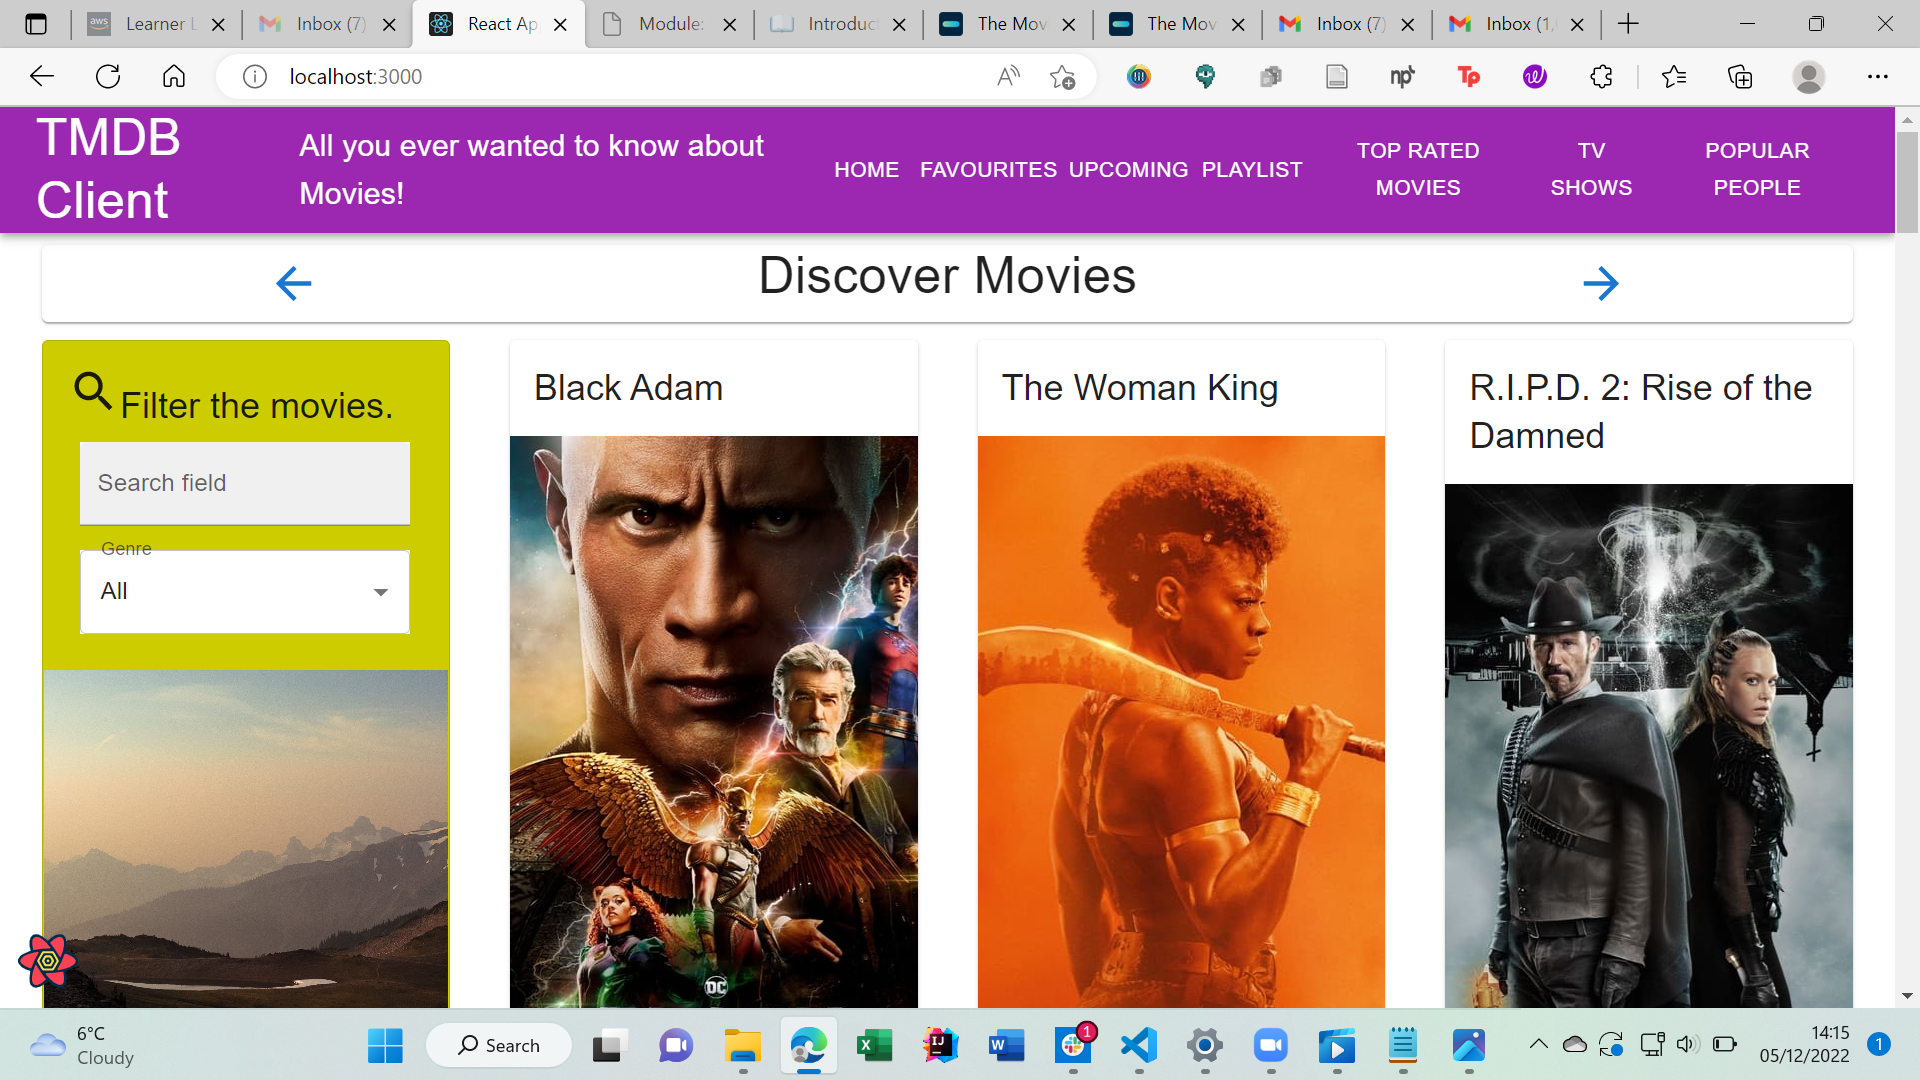 aws
Learner L
Inbox (7)
React Ap
Module:
Introduc
The Mov
The Mov
Inbox (7)
Inbox (1,
localhost:3000
TMDB
Client
All you ever wanted to know about
Movies!
HOME
FAVOURITES
UPCOMING
PLAYLIST
TOP RATED
MOVIES
TV
SHOWS
POPULAR
PEOPLE
Discover Movies
Filter the movies.
Search field
Genre
All
Black Adam
DC
The Woman King
R.I.P.D. 2: Rise of the
Damned
6°C
Cloudy
Search
1
14:15
05/12/2022
1